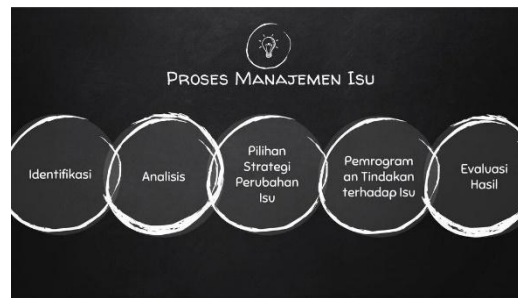 PROSES MANAJEMEN ISU
Identifikasi
Analisis
Pilihan
Strategi
Perubahan
Isu
Pemrogram
an Tindakan
terhadap Isu
Evaluasi
Hasil